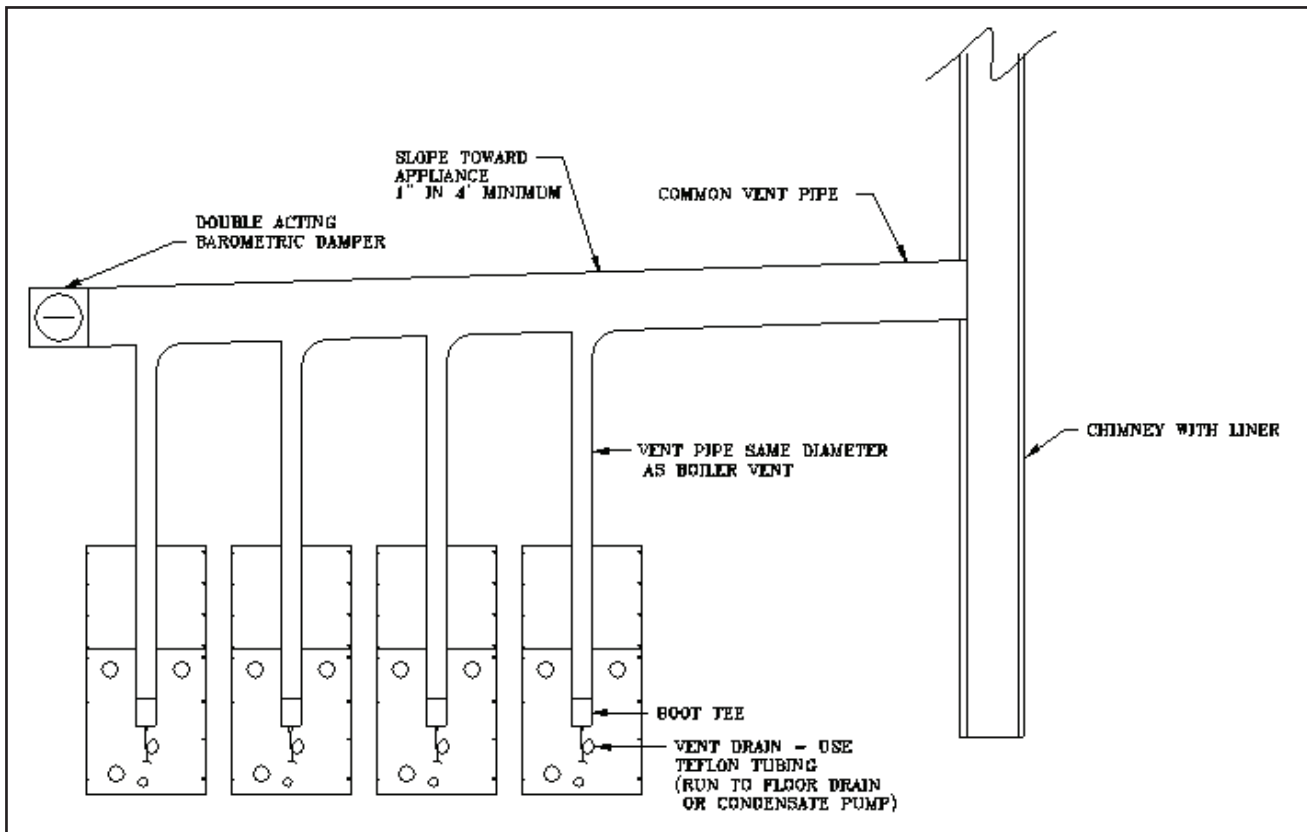 SLOPE TOWARD
APPLIANCE
1" IN 4' MINIMUM
COMMON VENT PIPE
DOUBLE ACTING
BAROMETRIC DAMPER
CHIMNEY WITH LINER
VENT PIPE SAME DIAMETER
AS BOILER VENT
BOOT TEE
VENT DRAIN - USE
TEFLON TUBING
(RUN TO FLOOR DRAIN
OR CONDENSATE PUMP)